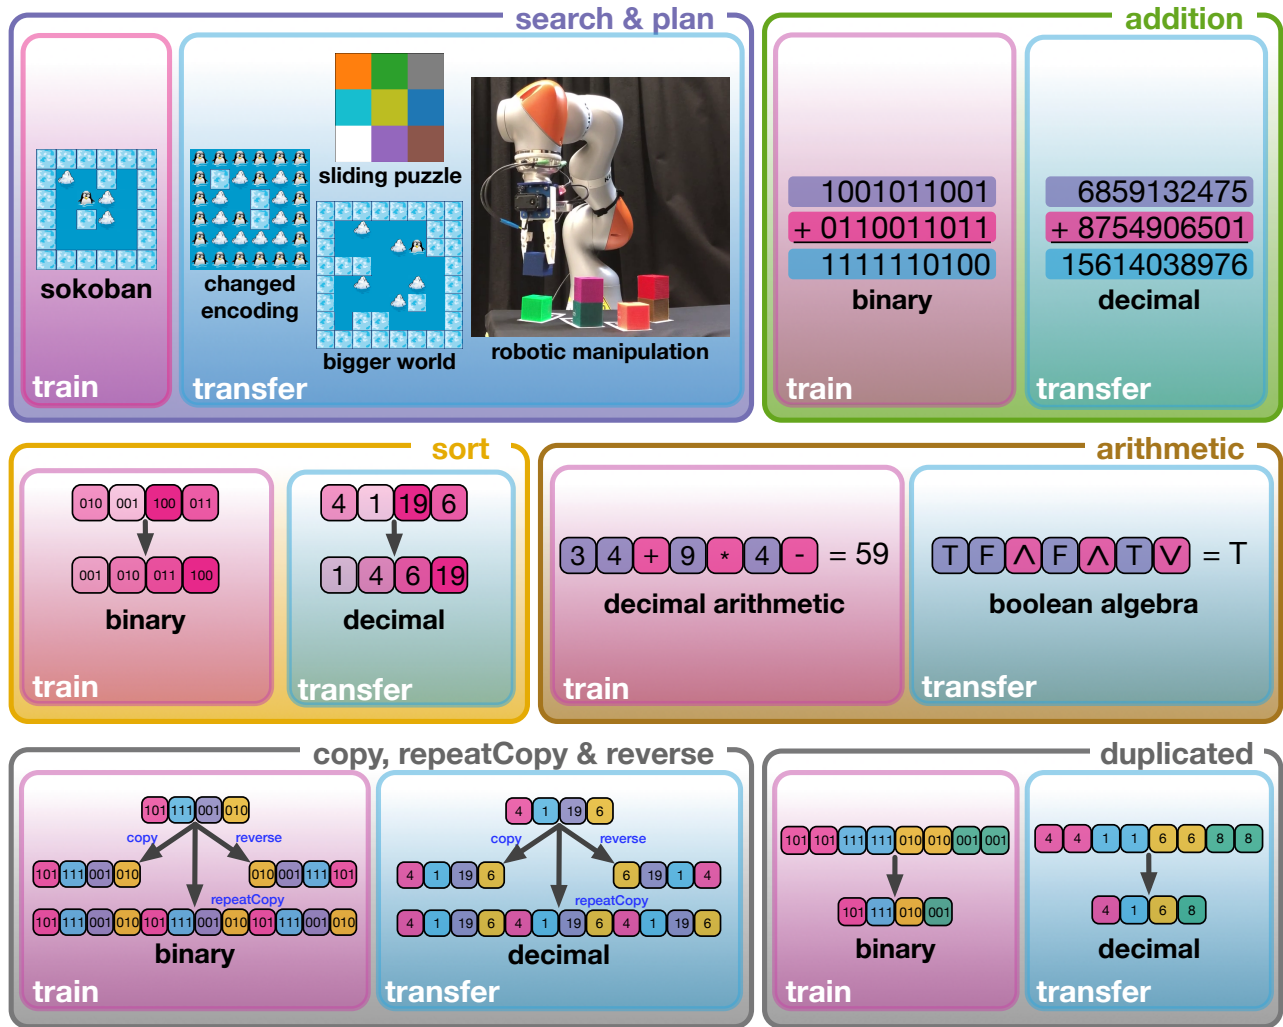 search & plan
sokoban
train
changed
encoding
sliding puzzle
bigger world
robotic manipulation
transfer
addition
1001011001
+ 0110011011
1111110100
binary
train
6859132475
+ 8754906501
15614038976
decimal
transfer
sort
010 001 100 011
001 010 011 100
binary
train
4 1 19 6
1 4 6 19
decimal
transfer
arithmetic
3 4 + 9 * 4 - = 59
decimal arithmetic
train
T F ∧ F ∧ T ∨ = T
boolean algebra
transfer
copy, repeatCopy & reverse
101 111 001 010
copy reverse
101 111 001 010 010 001 111 101
repeatCopy
101 111 001 010 101 111 001 010 101 111 001 010
binary
train
4 1 19 6
copy reverse
4 1 19 6 6 19 1 4
repeatCopy
4 1 19 6 4 1 19 6 4 1 19 6
decimal
transfer
duplicated
101 101 111 111 010 010 001 001
101 111 010 001
binary
train
4 4 1 1 6 6 8 8
4 1 6 8
decimal
transfer